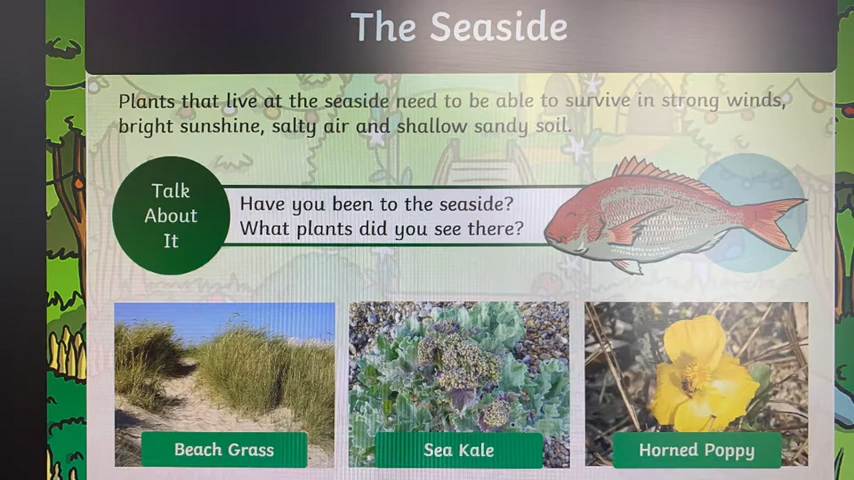 The Seaside
Plants that live at the seaside need to be able to survive in strong winds,
bright sunshine, salty air and shallow sandy soil.
Talk
About
It
Have you been to the seaside?
What plants did you see there?
Beach Grass
Sea Kale
Horned Poppy